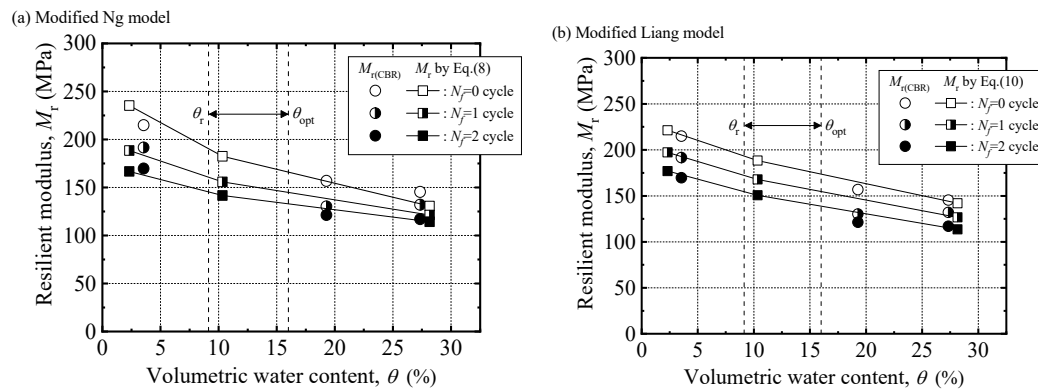 (a) Modified Ng model
300
250
200
150
100
50
0
Resilient modulus, Mr (MPa)
Mr(CBR) Mr by Eq.(8)
: Nf=0 cycle
: Nf=1 cycle
: Nf=2 cycle
θr
θopt
0 5 10 15 20 25 30
Volumetric water content, θ (%)
(b) Modified Liang model
300
250
200
150
100
50
0
Resilient modulus, Mr (MPa)
Mr(CBR) Mr by Eq.(10)
: Nf=0 cycle
: Nf=1 cycle
: Nf=2 cycle
θr
θopt
0 5 10 15 20 25 30
Volumetric water content, θ (%)